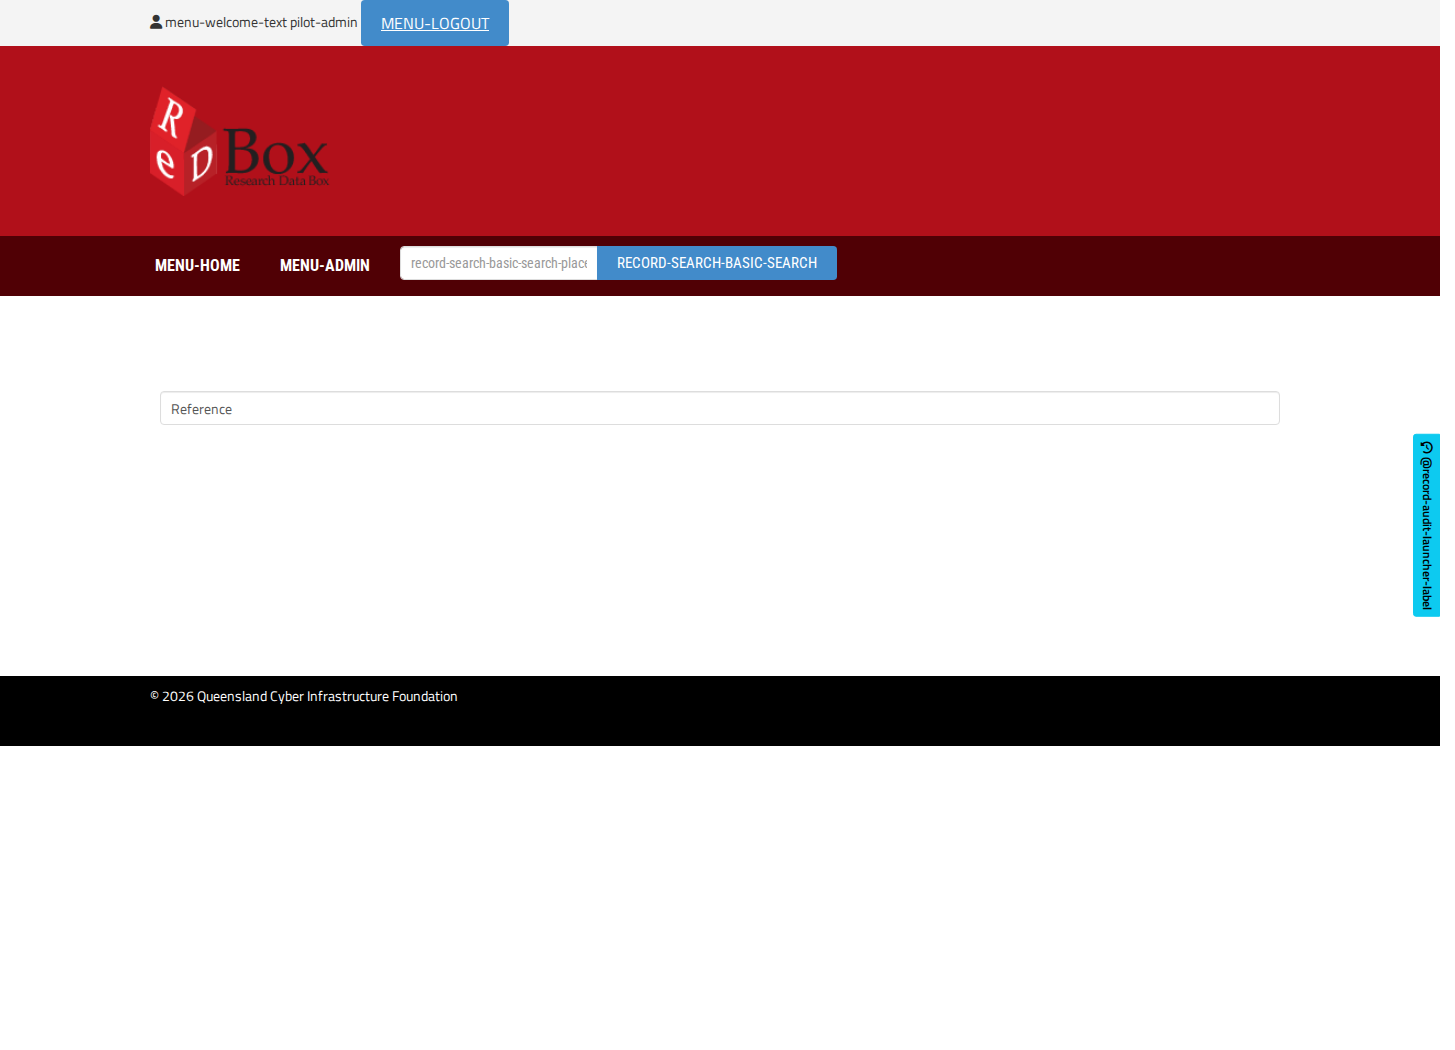 menu-welcome-text pilot-admin MENU-LOGOUT
R
e D Box
Research Data Box
MENU-HOME MENU-ADMIN record-search-basic-search-place RECORD-SEARCH-BASIC-SEARCH
Reference
@record-audit-launcher-label
© 2026 Queensland Cyber Infrastructure Foundation